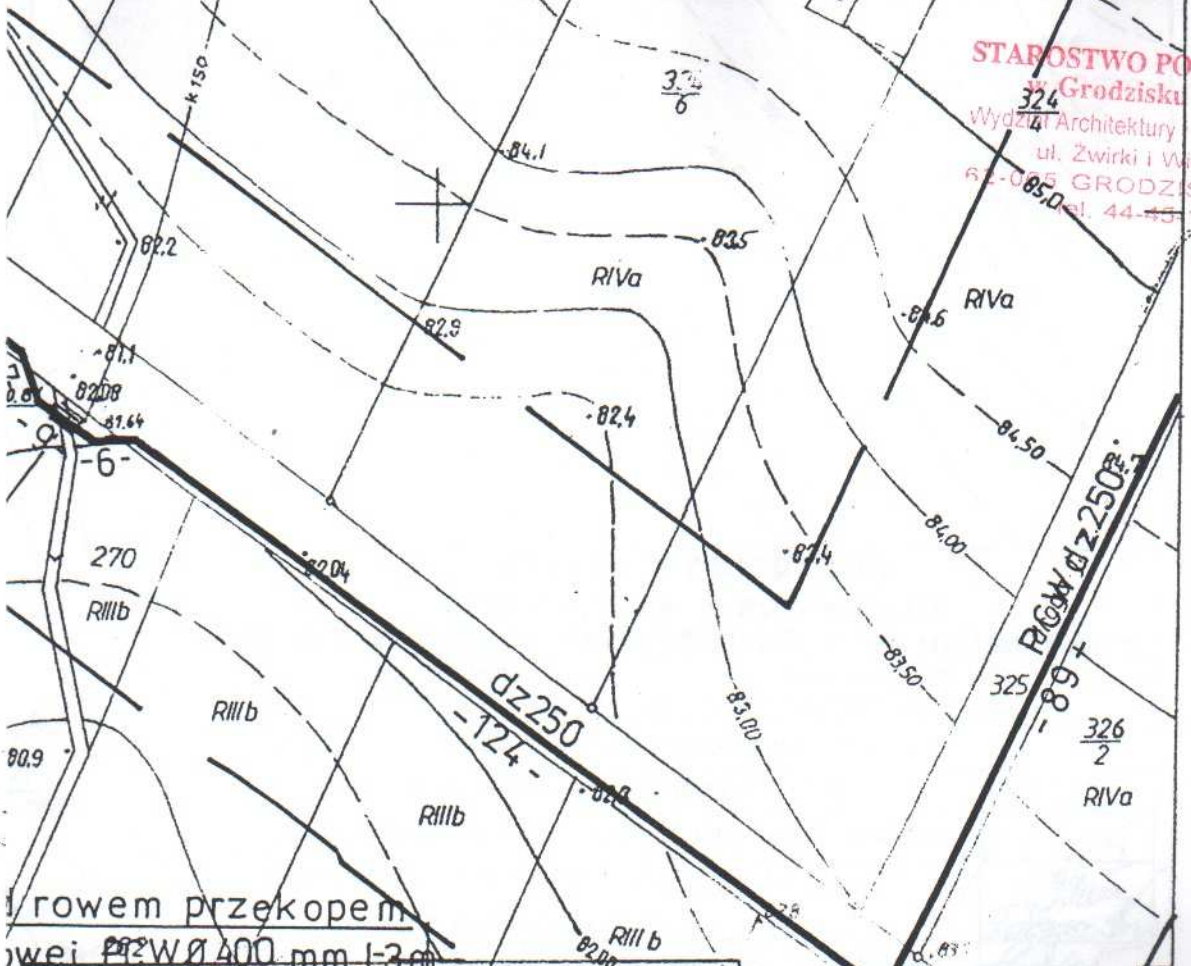 STAROSTWO PO
w Grodzisku
Wydział Architektury
ul. Żwirki i W
62-065 GRODZIS
tel. 44-45-
k 150
6
324
4
84.1
85,0
82.2
83.5
RIVa
RIVa
82.9
84.6
81.1
82.08
81.64
82.4
84.50
-6-
270
RIIIb
82.04
82.4
84.00
dz250
83.50
325
- 89 +
RIIIb
dz250
-124-
83.00
326
2
RIVa
80.9
RIIIb
rowem przekopem
Ø 400 mm l-3m
RIII b
82.00